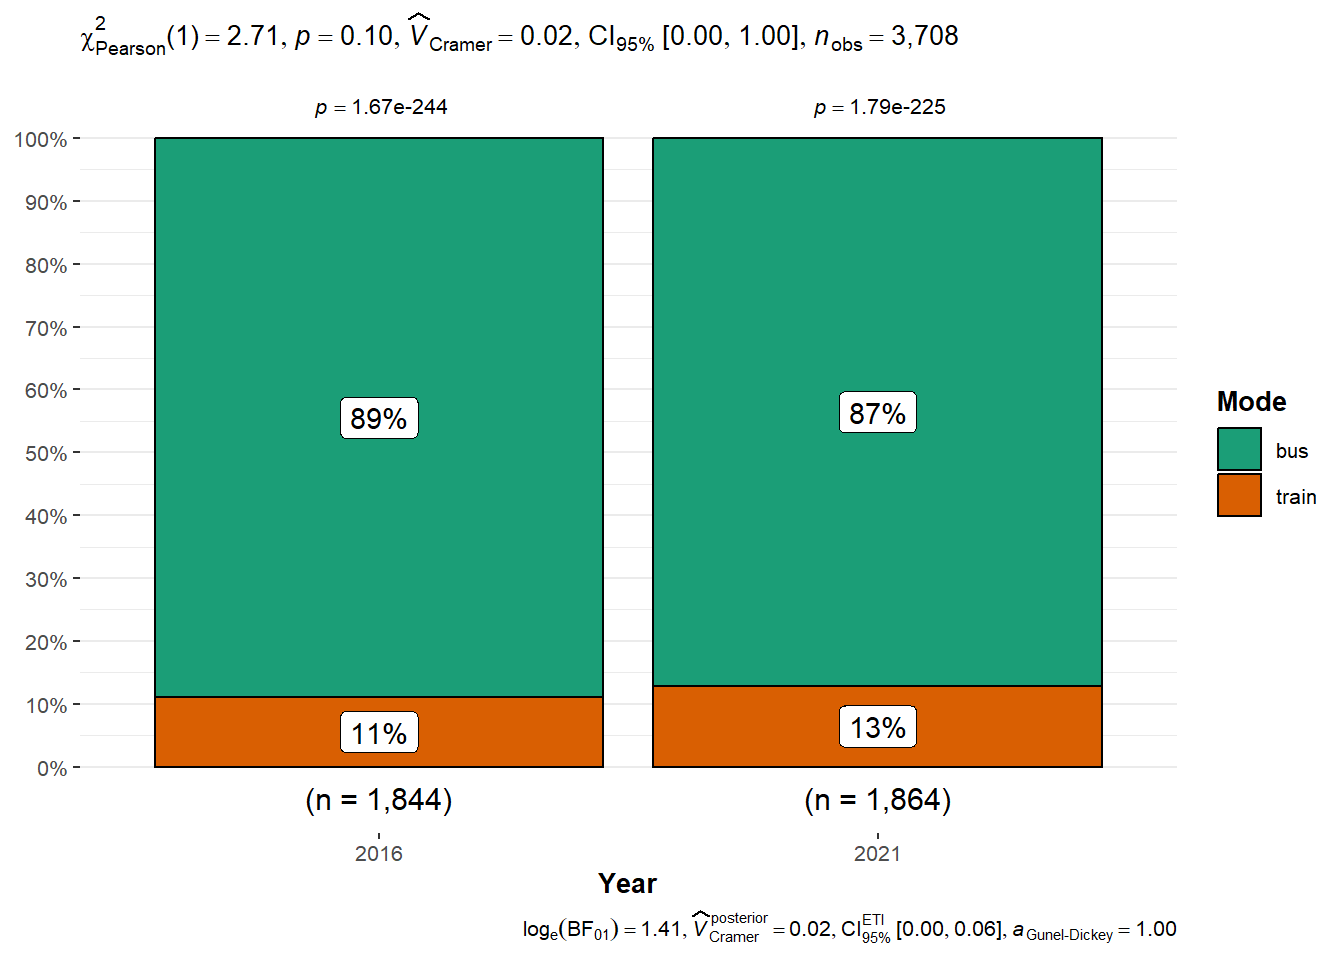 χ²Pearson(1) = 2.71, p = 0.10, V̂Cramer = 0.02, CI95% [0.00, 1.00], nobs = 3,708
p = 1.67e-244 p = 1.79e-225
100%
90%
80%
70%
60%
50%
40%
30%
20%
10%
0%
89% 87%
11% 13%
(n = 1,844) (n = 1,864)
2016 2021
Year
Mode
bus
train
loge(BF01) = 1.41, V̂Cramer posterior = 0.02, CI95% ETI [0.00, 0.06], aGunel-Dickey = 1.00